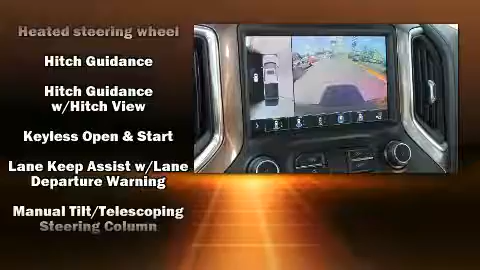 Heated steering wheel
Hitch Guidance
Hitch Guidance
w/Hitch View
Keyless Open & Start
Lane Keep Assist w/Lane
Departure Warning
Manual Tilt/Telescoping
Steering Column